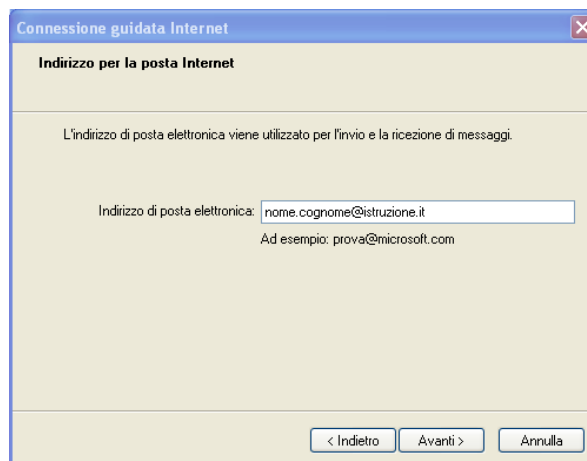 Connessione guidata Internet
Indirizzo per la posta Internet
L'indirizzo di posta elettronica viene utilizzato per l'invio e la ricezione di messaggi.
Indirizzo di posta elettronica: nome.cognome@istruzione.it
Ad esempio: prova@microsoft.com
< Indietro Avanti > Annulla